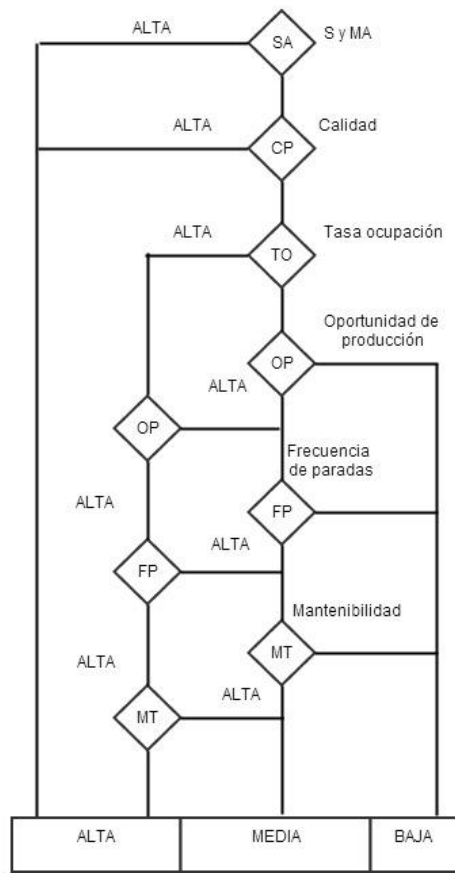 ALTA
S y MA
SA
ALTA
Calidad
CP
ALTA
Tasa ocupación
TO
Oportunidad de
producción
OP
ALTA
OP
Frecuencia
de paradas
ALTA
FP
ALTA
FP
Mantenibilidad
MT
ALTA
ALTA
MT
ALTA
MEDIA
BAJA